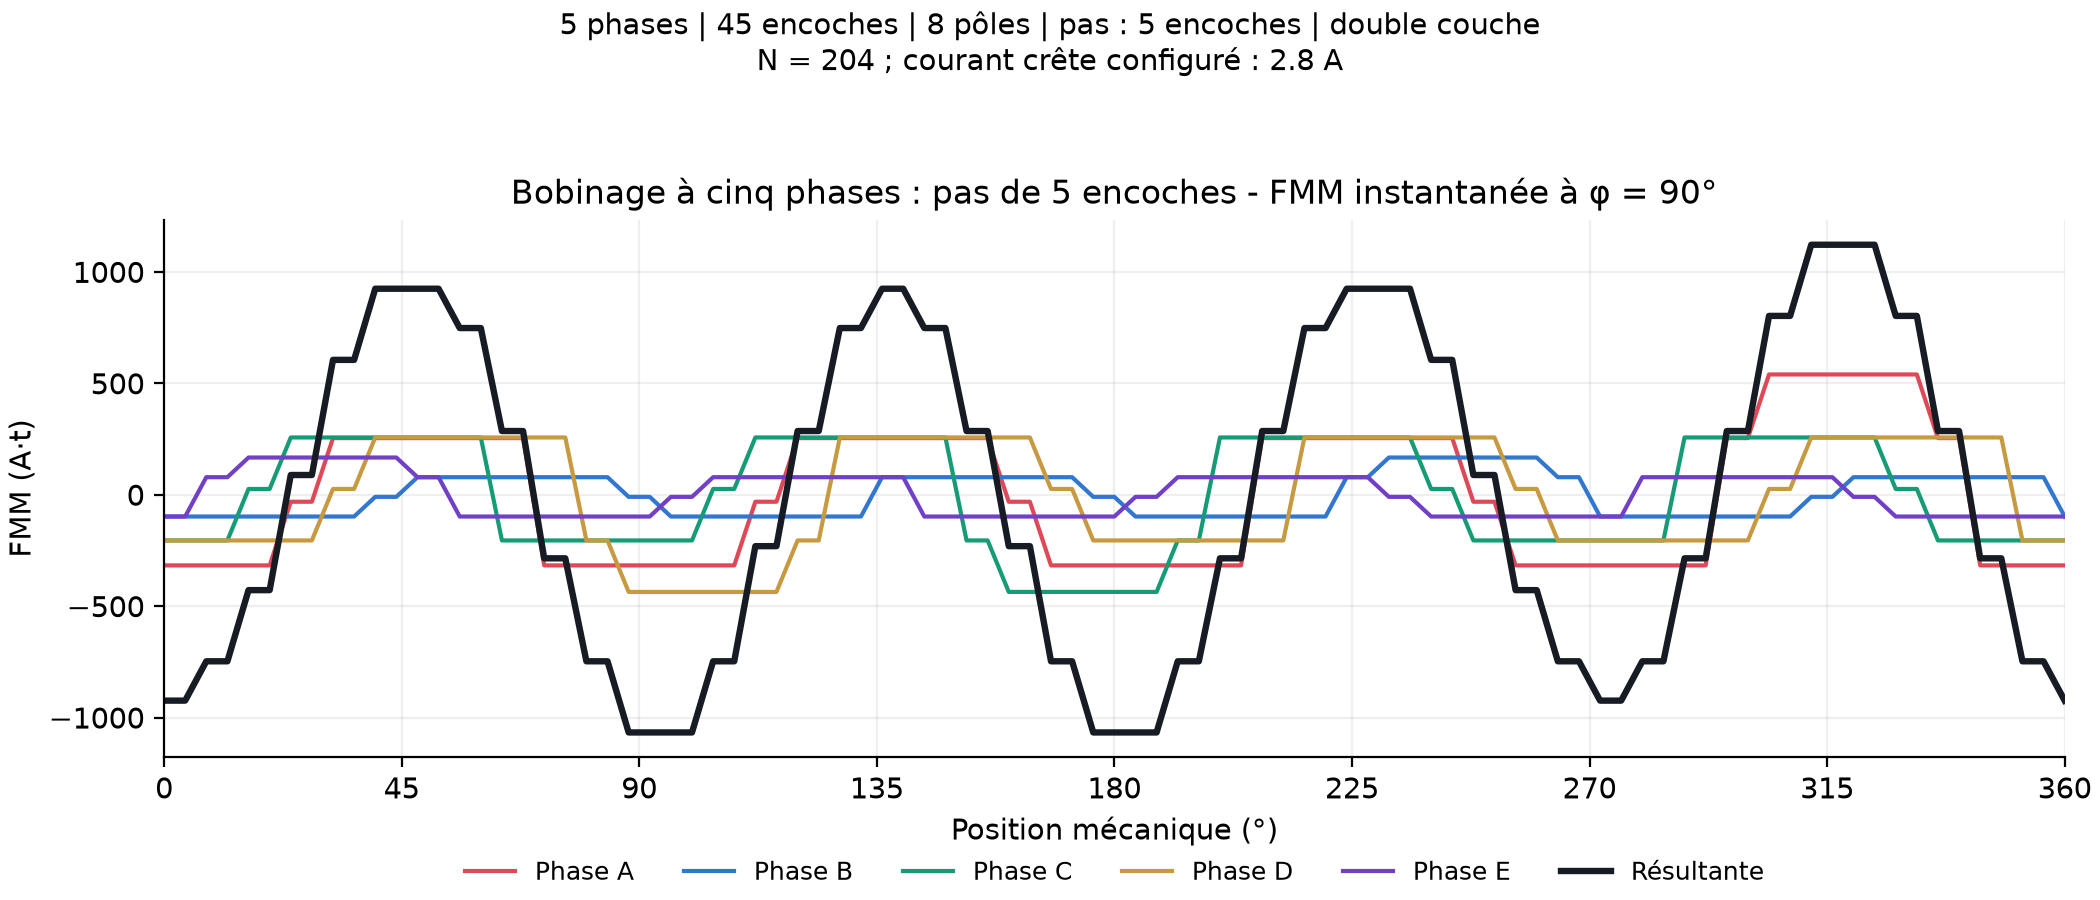 5 phases | 45 encoches | 8 pôles | pas : 5 encoches | double couche
N = 204 ; courant crête configuré : 2.8 A
Bobinage à cinq phases : pas de 5 encoches - FMM instantanée à φ = 90°
FMM (A·t)
1000
500
0
−500
−1000
0 45 90 135 180 225 270 315 360
Position mécanique (°)
Phase A Phase B Phase C Phase D Phase E Résultante